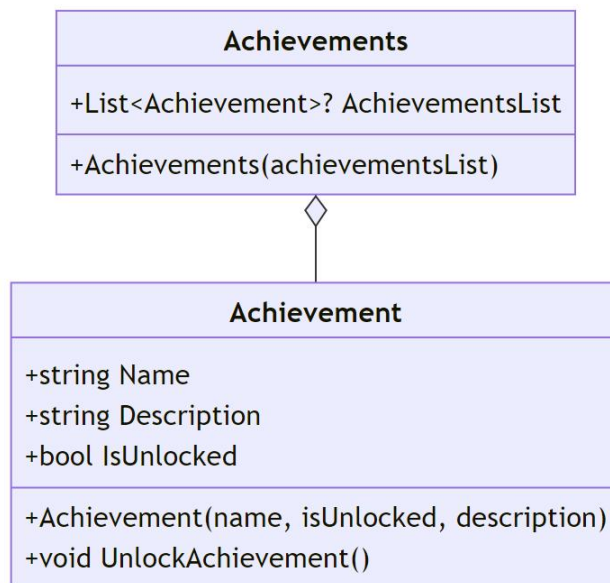 Achievements
+List<Achievement>? AchievementsList
+Achievements(achievementsList)
Achievement
+string Name
+string Description
+bool IsUnlocked
+Achievement(name, isUnlocked, description)
+void UnlockAchievement()